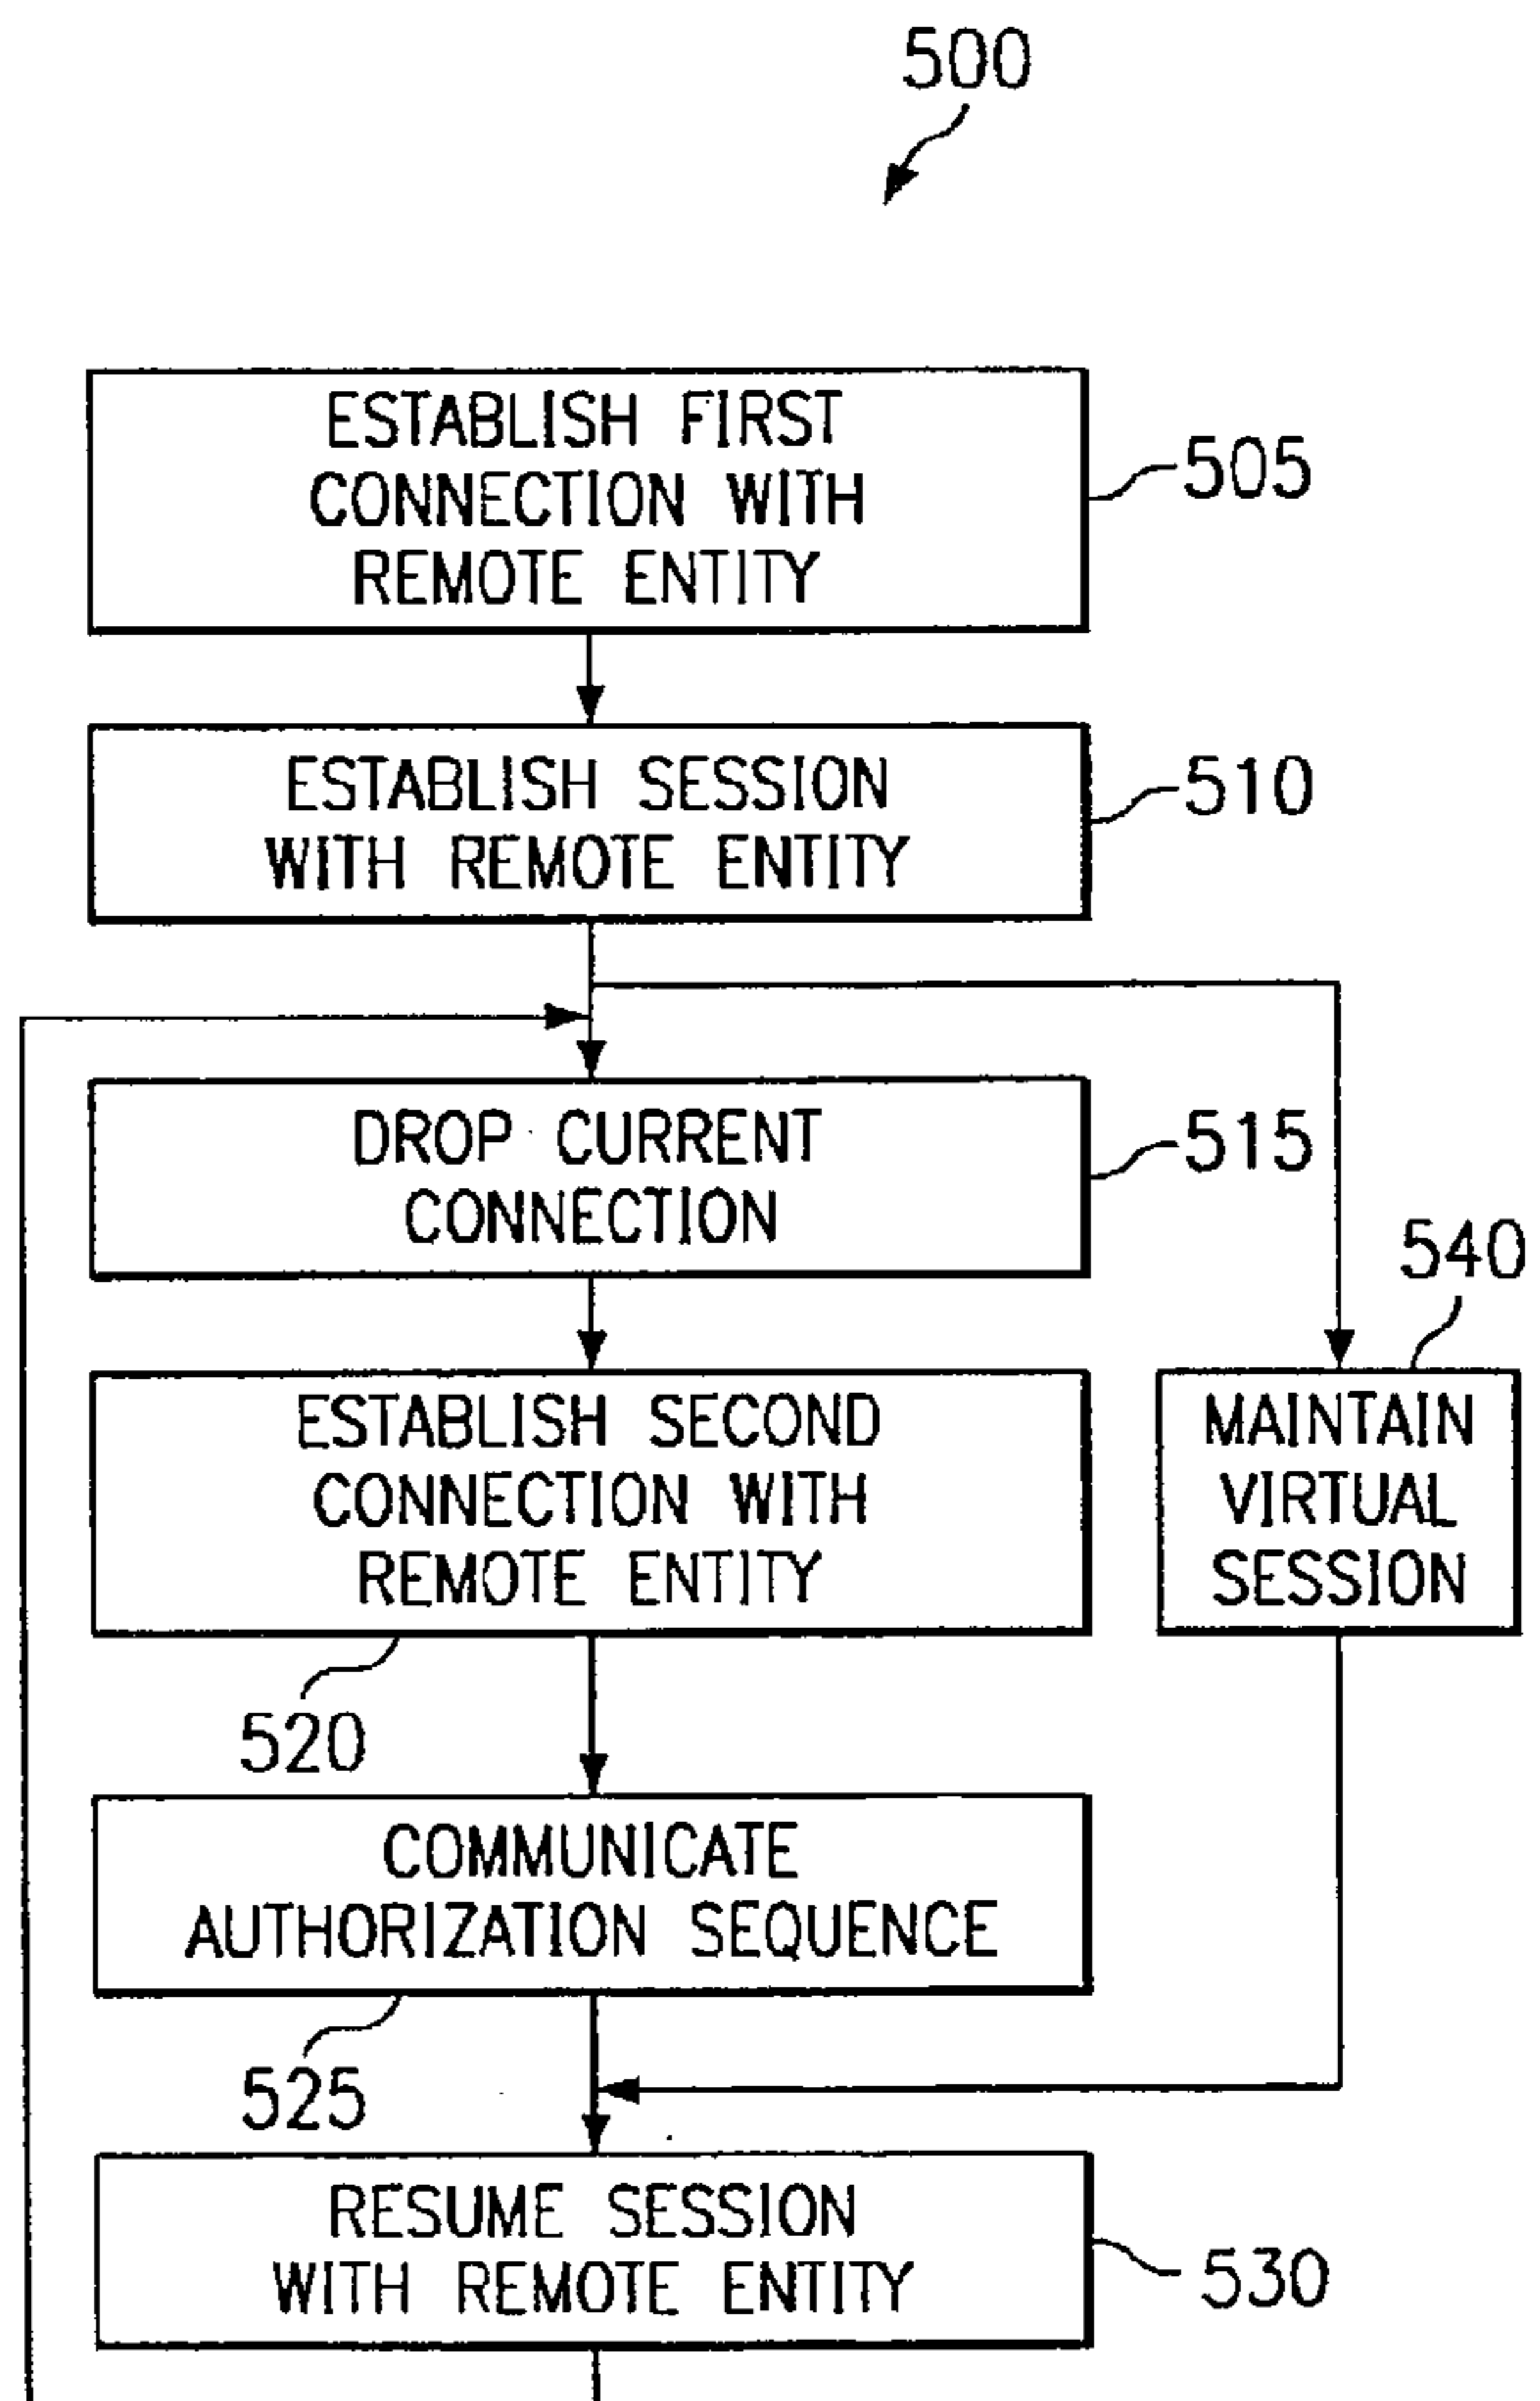 500
ESTABLISH FIRST
CONNECTION WITH
REMOTE ENTITY
505
ESTABLISH SESSION
WITH REMOTE ENTITY
510
DROP CURRENT
CONNECTION
515
540
ESTABLISH SECOND
CONNECTION WITH
REMOTE ENTITY
MAINTAIN
VIRTUAL
SESSION
520
COMMUNICATE
AUTHORIZATION SEQUENCE
525
RESUME SESSION
WITH REMOTE ENTITY
530